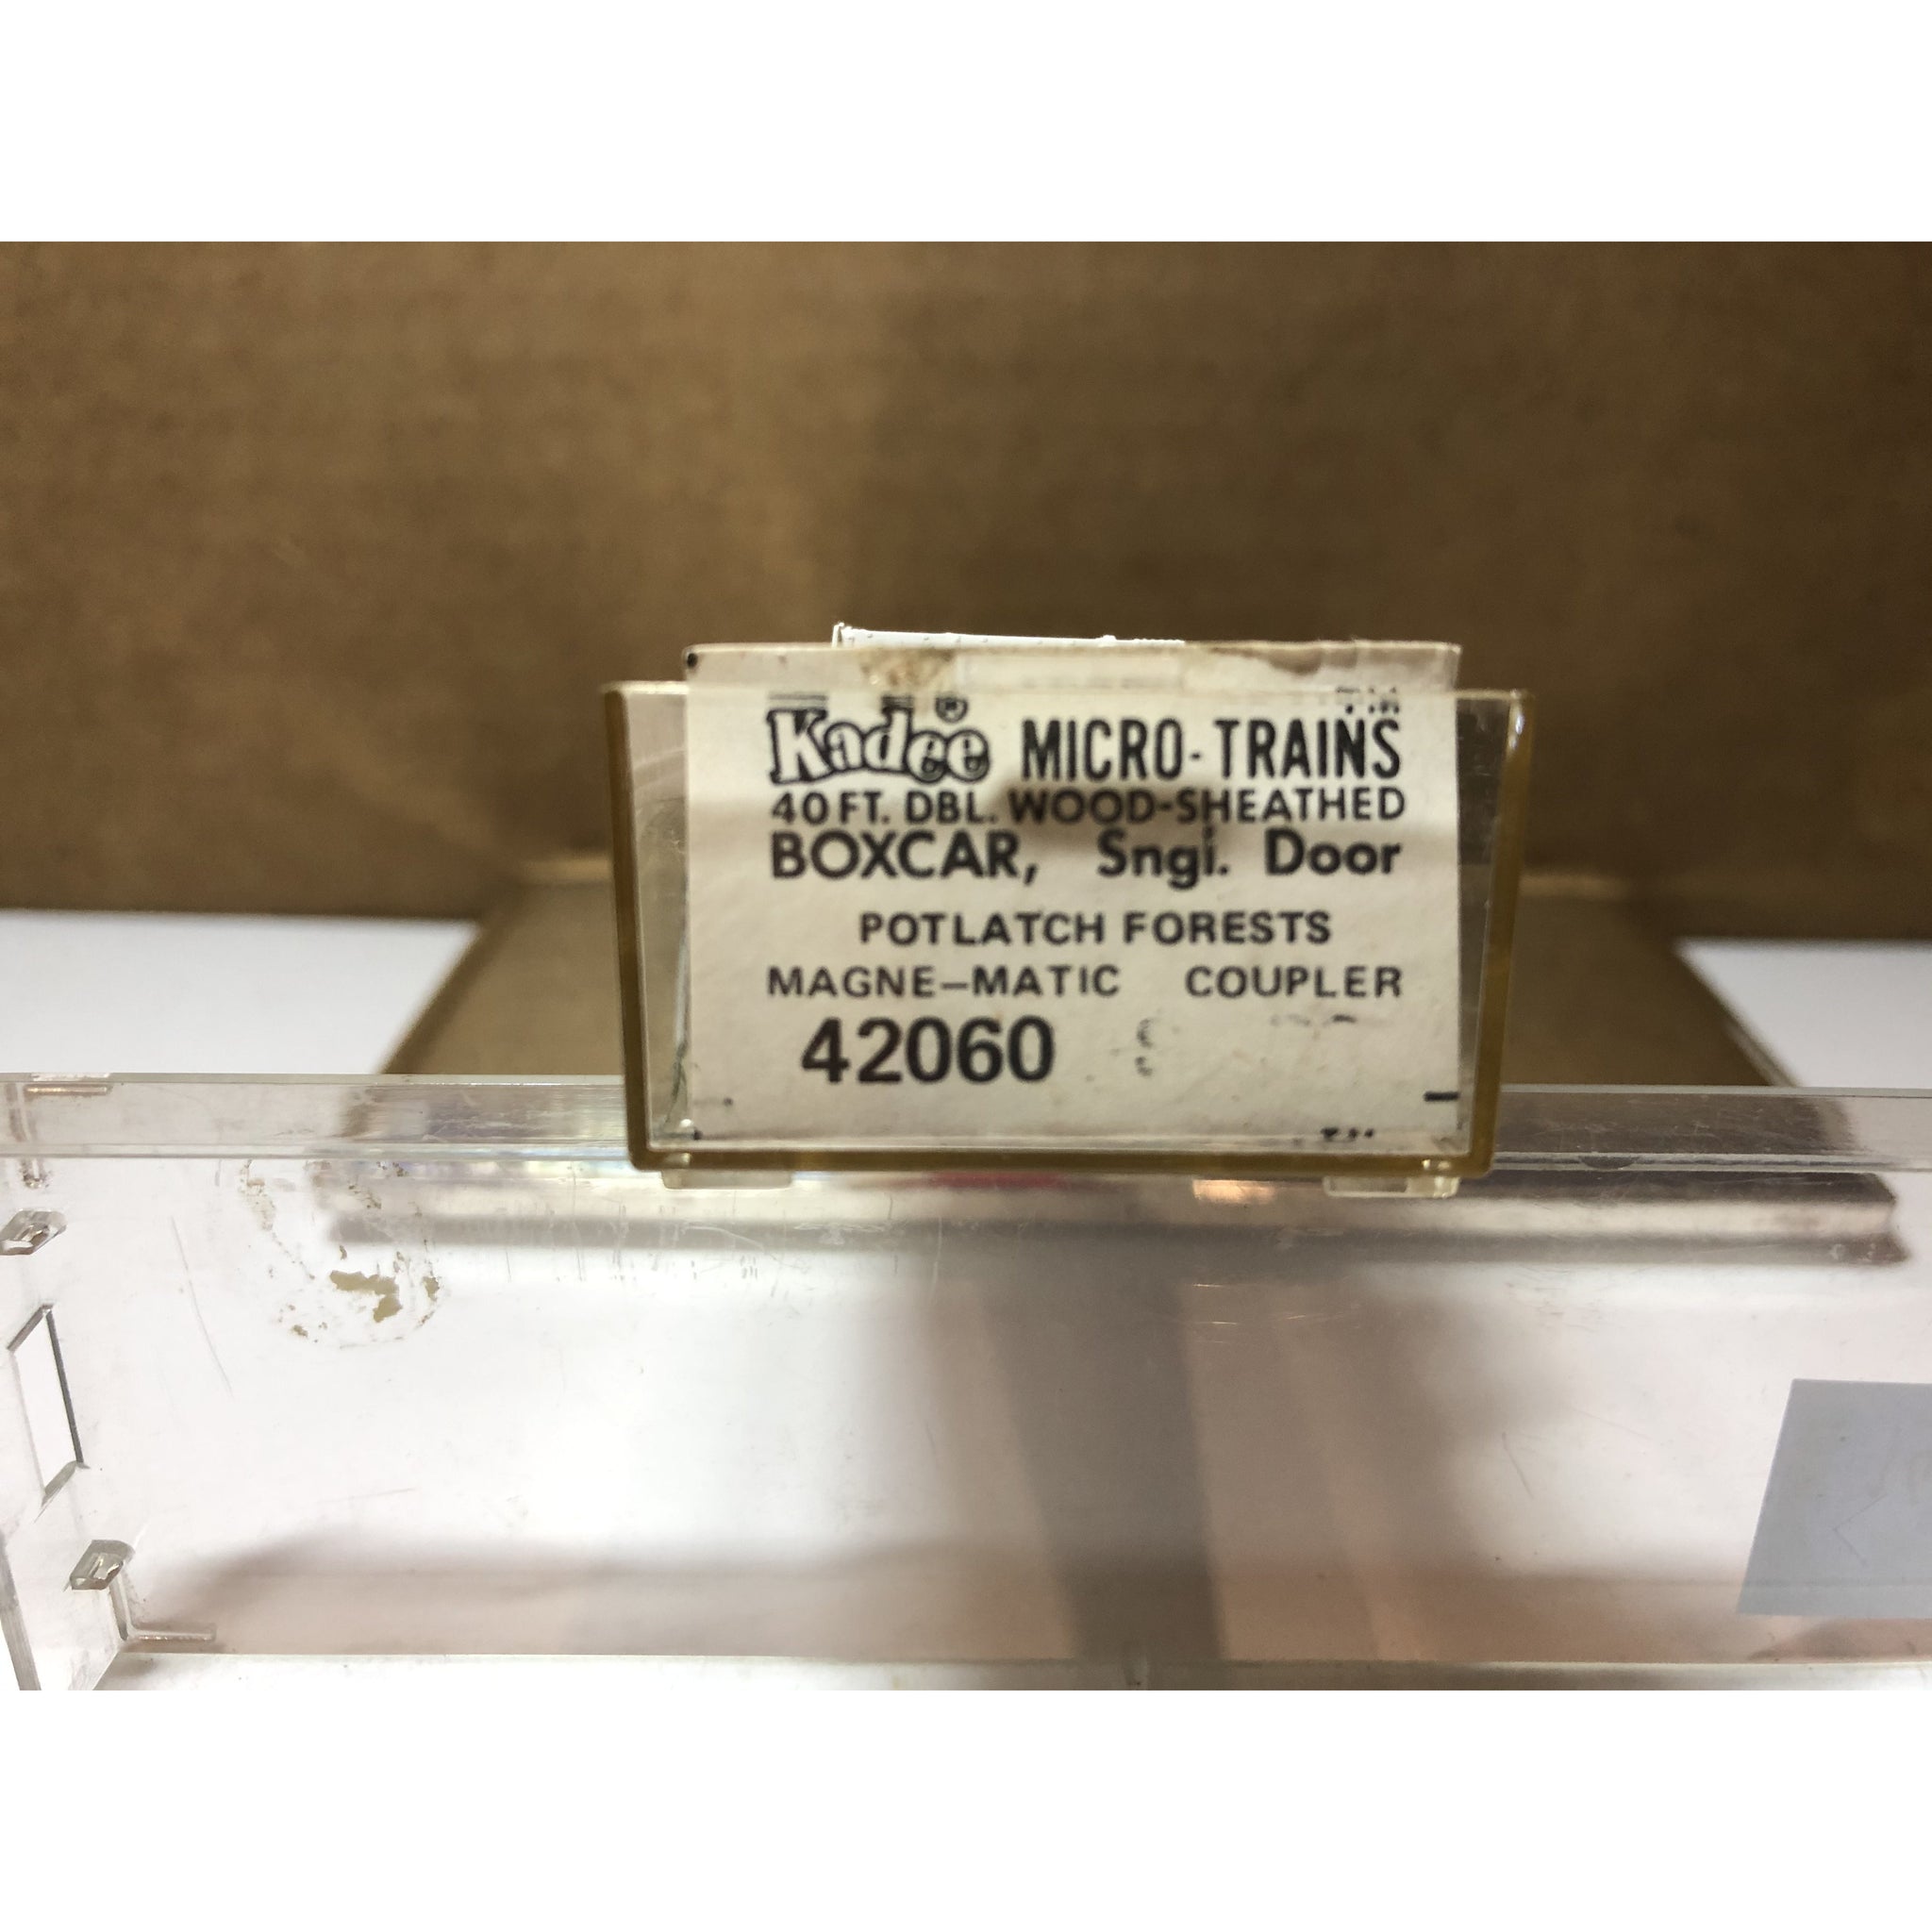 Kadee® MICRO-TRAINS
40 FT. DBL. WOOD-SHEATHED
BOXCAR, Sngl. Door
POTLATCH FORESTS
MAGNE-MATIC COUPLER
42060